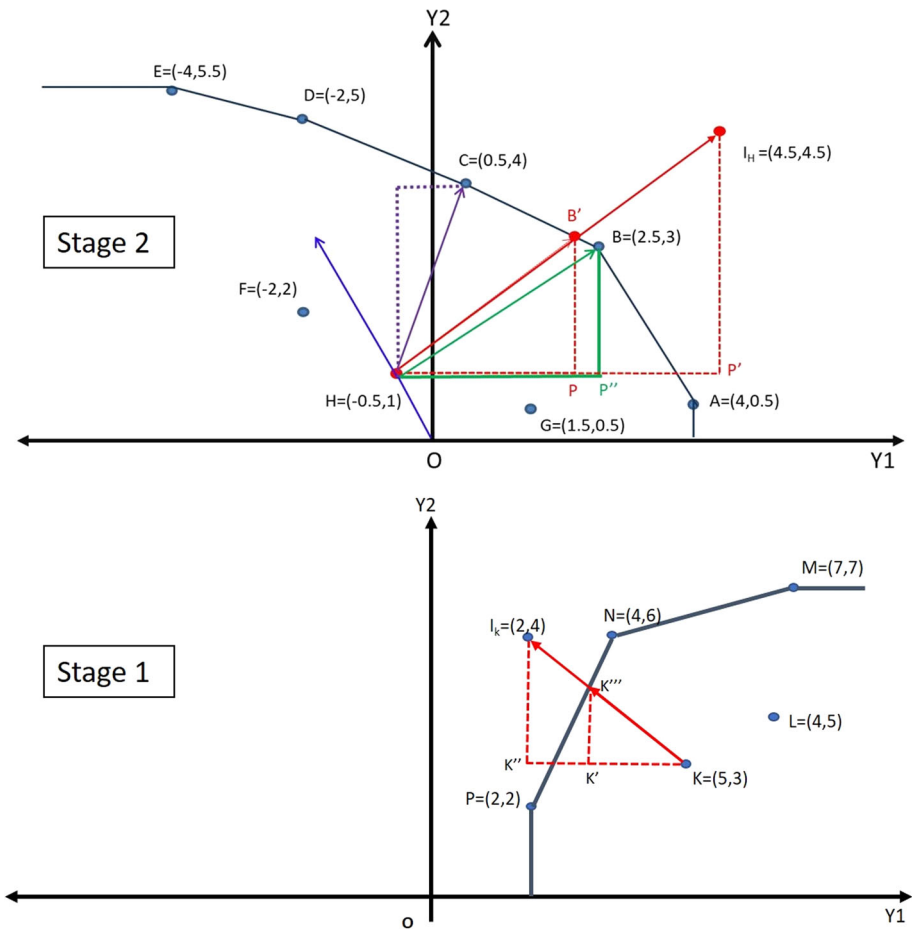 Y2
E=(-4,5.5)
D=(-2,5)
C=(0.5,4)
I_H =(4.5,4.5)
B'
B=(2.5,3)
Stage 2
F=(-2,2)
P'
H=(-0.5,1)
P
P''
A=(4,0.5)
G=(1.5,0.5)
O
Y1
Y2
M=(7,7)
N=(4,6)
I_k=(2,4)
Stage 1
K'''
L=(4,5)
K''
K'
K=(5,3)
P=(2,2)
o
Y1